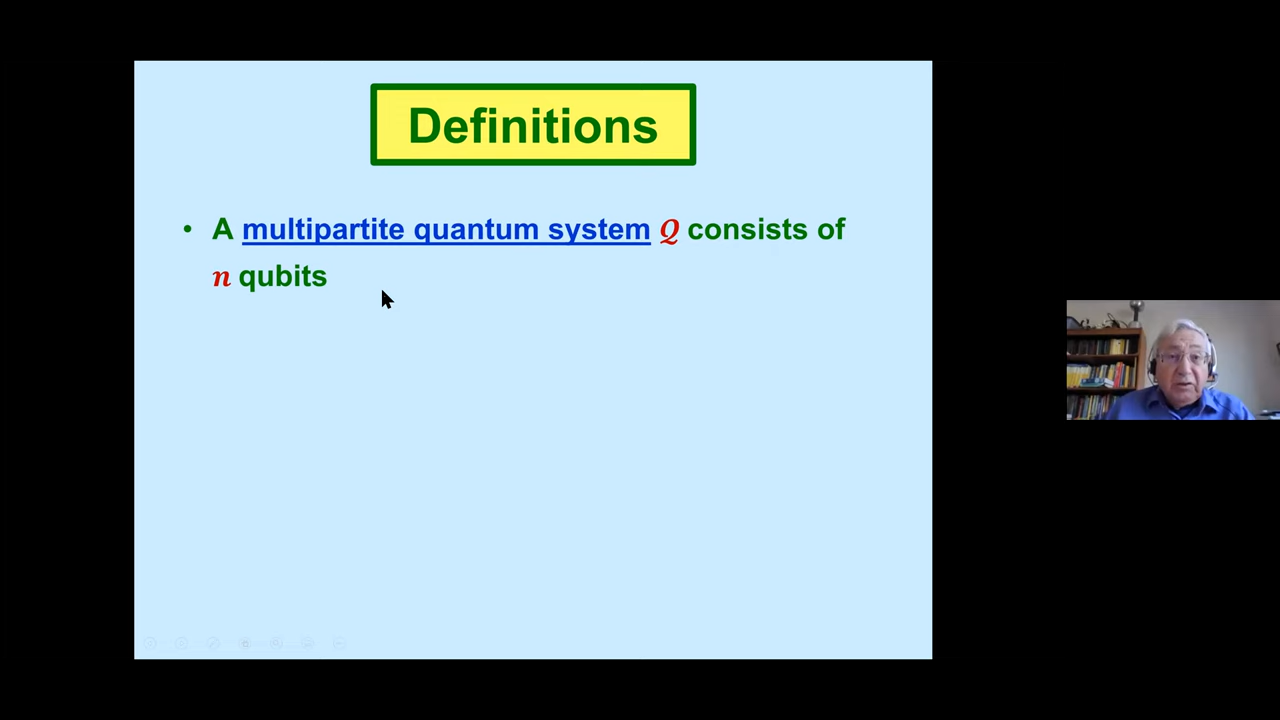 Definitions
• A multipartite quantum system Q consists of
n qubits